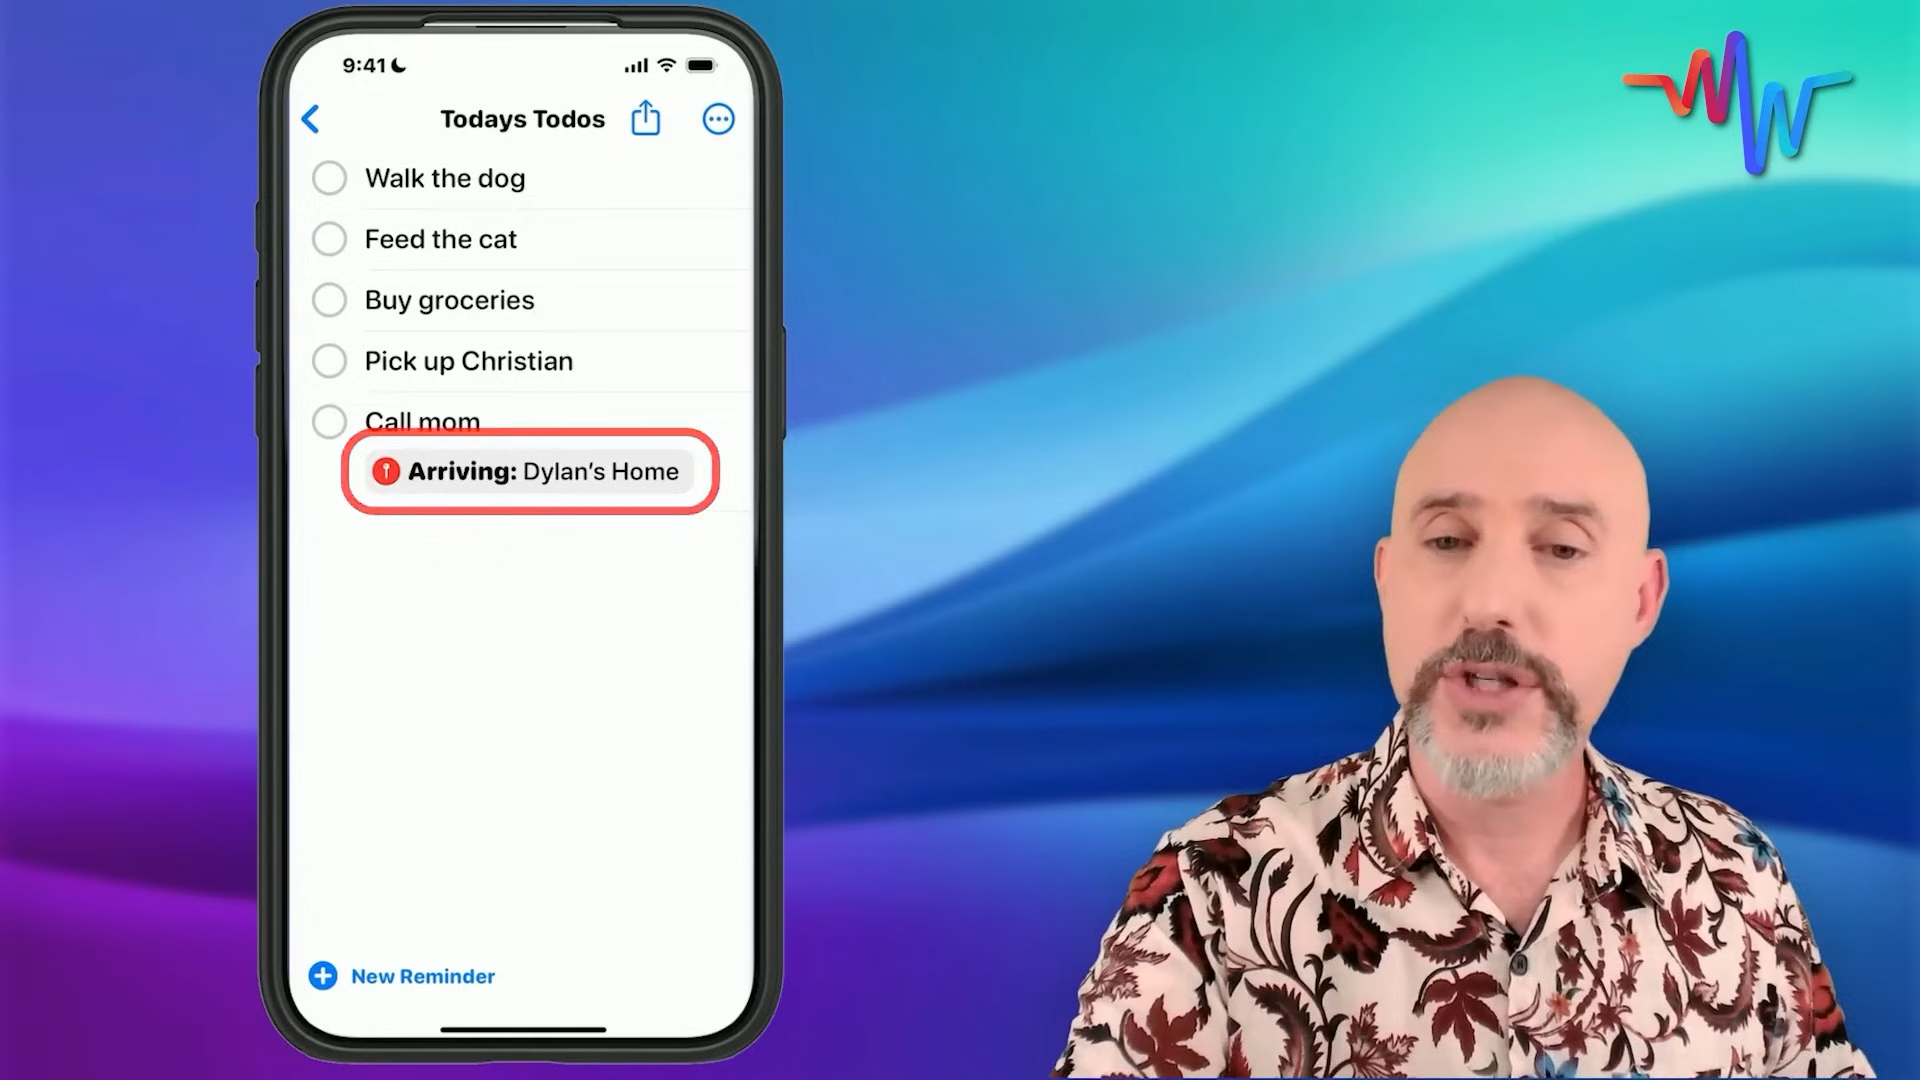 9:41
Todays Todos
Walk the dog
Feed the cat
Buy groceries
Pick up Christian
Call mom
Arriving: Dylan's Home
New Reminder